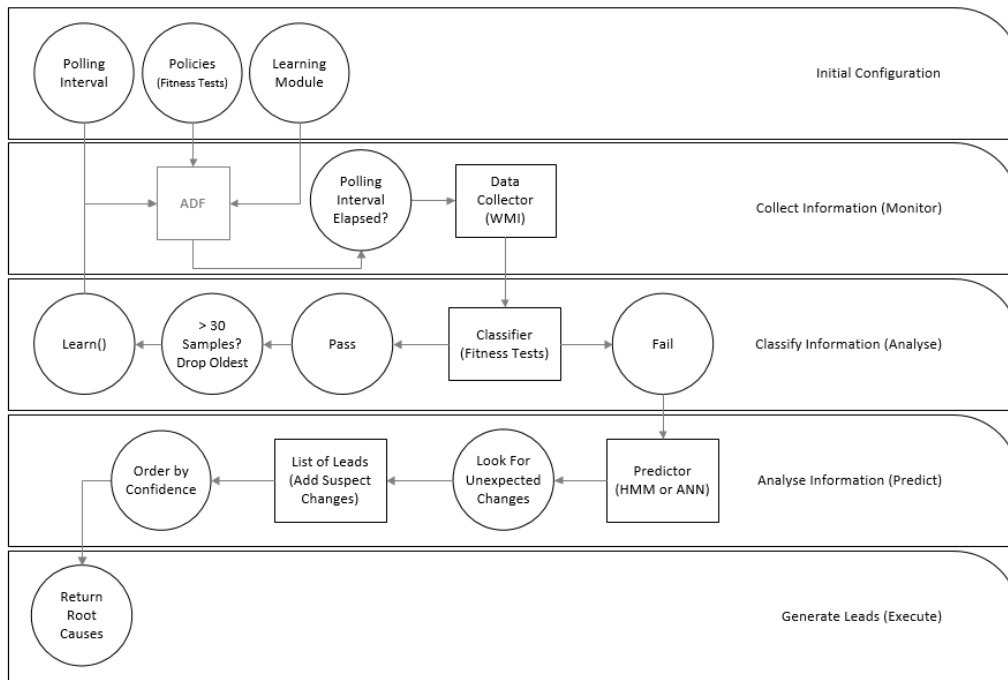 Polling
Interval
Policies
(Fitness Tests)
Learning
Module
Initial Configuration
ADF
Polling
Interval
Elapsed?
Data
Collector
(WMI)
Collect Information (Monitor)
Learn()
> 30
Samples?
Drop Oldest
Pass
Classifier
(Fitness Tests)
Fail
Classify Information (Analyse)
Order by
Confidence
List of Leads
(Add Suspect
Changes)
Look For
Unexpected
Changes
Predictor
(HMM or ANN)
Analyse Information (Predict)
Return
Root
Causes
Generate Leads (Execute)